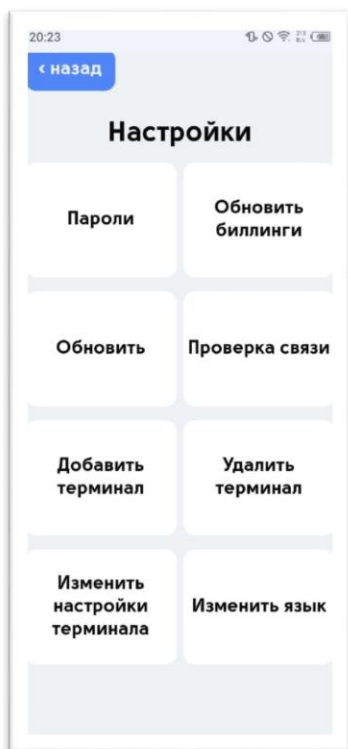 20:23
‹ назад
Настройки
Пароли
Обновить
биллинги
Обновить
Проверка связи
Добавить
терминал
Удалить
терминал
Изменить
настройки
терминала
Изменить язык